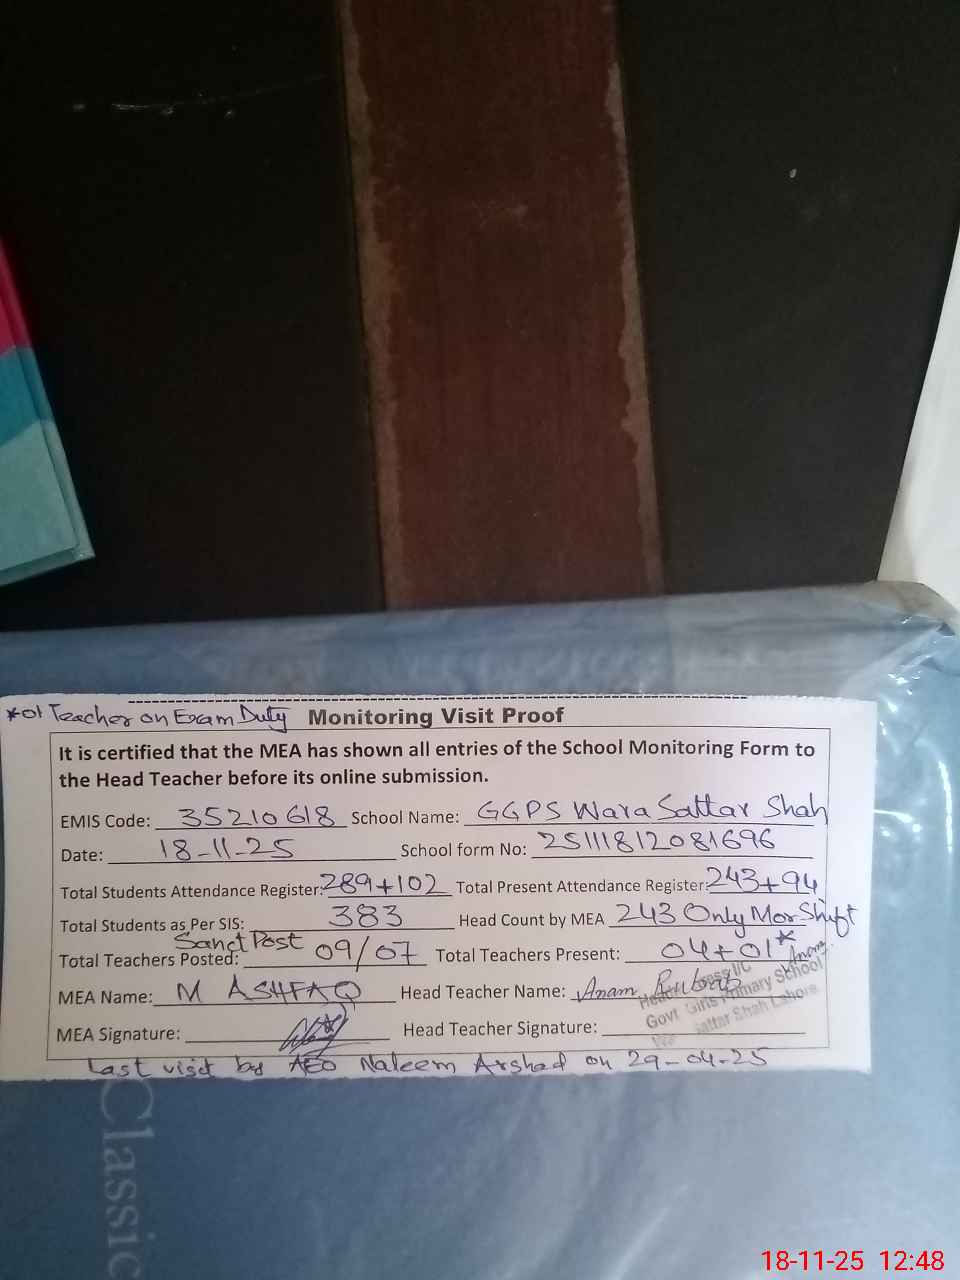 *01 Teacher on Exam Duty Monitoring Visit Proof
It is certified that the MEA has shown all entries of the School Monitoring Form to
the Head Teacher before its online submission.
EMIS Code: 35210618 School Name: GGPS Wara Sattar Shah
Date: 18-11-25 School form No: 25111812081696
Total Students Attendance Register: 289+102 Total Present Attendance Register: 243+94
Total Students as Per SIS: 383 Head Count by MEA 243 Only Mor Shift
Sanct Post
Total Teachers Posted: 09/07 Total Teachers Present: 04+01*
MEA Name: M ASHFAQ Head Teacher Name: Anam
Govt Girls Primary School
Sattar Shah Lahore
MEA Signature: Head Teacher Signature:
Last visit by AEO Naleem Arshad on 29-04-25
Classic
18-11-25 12:48